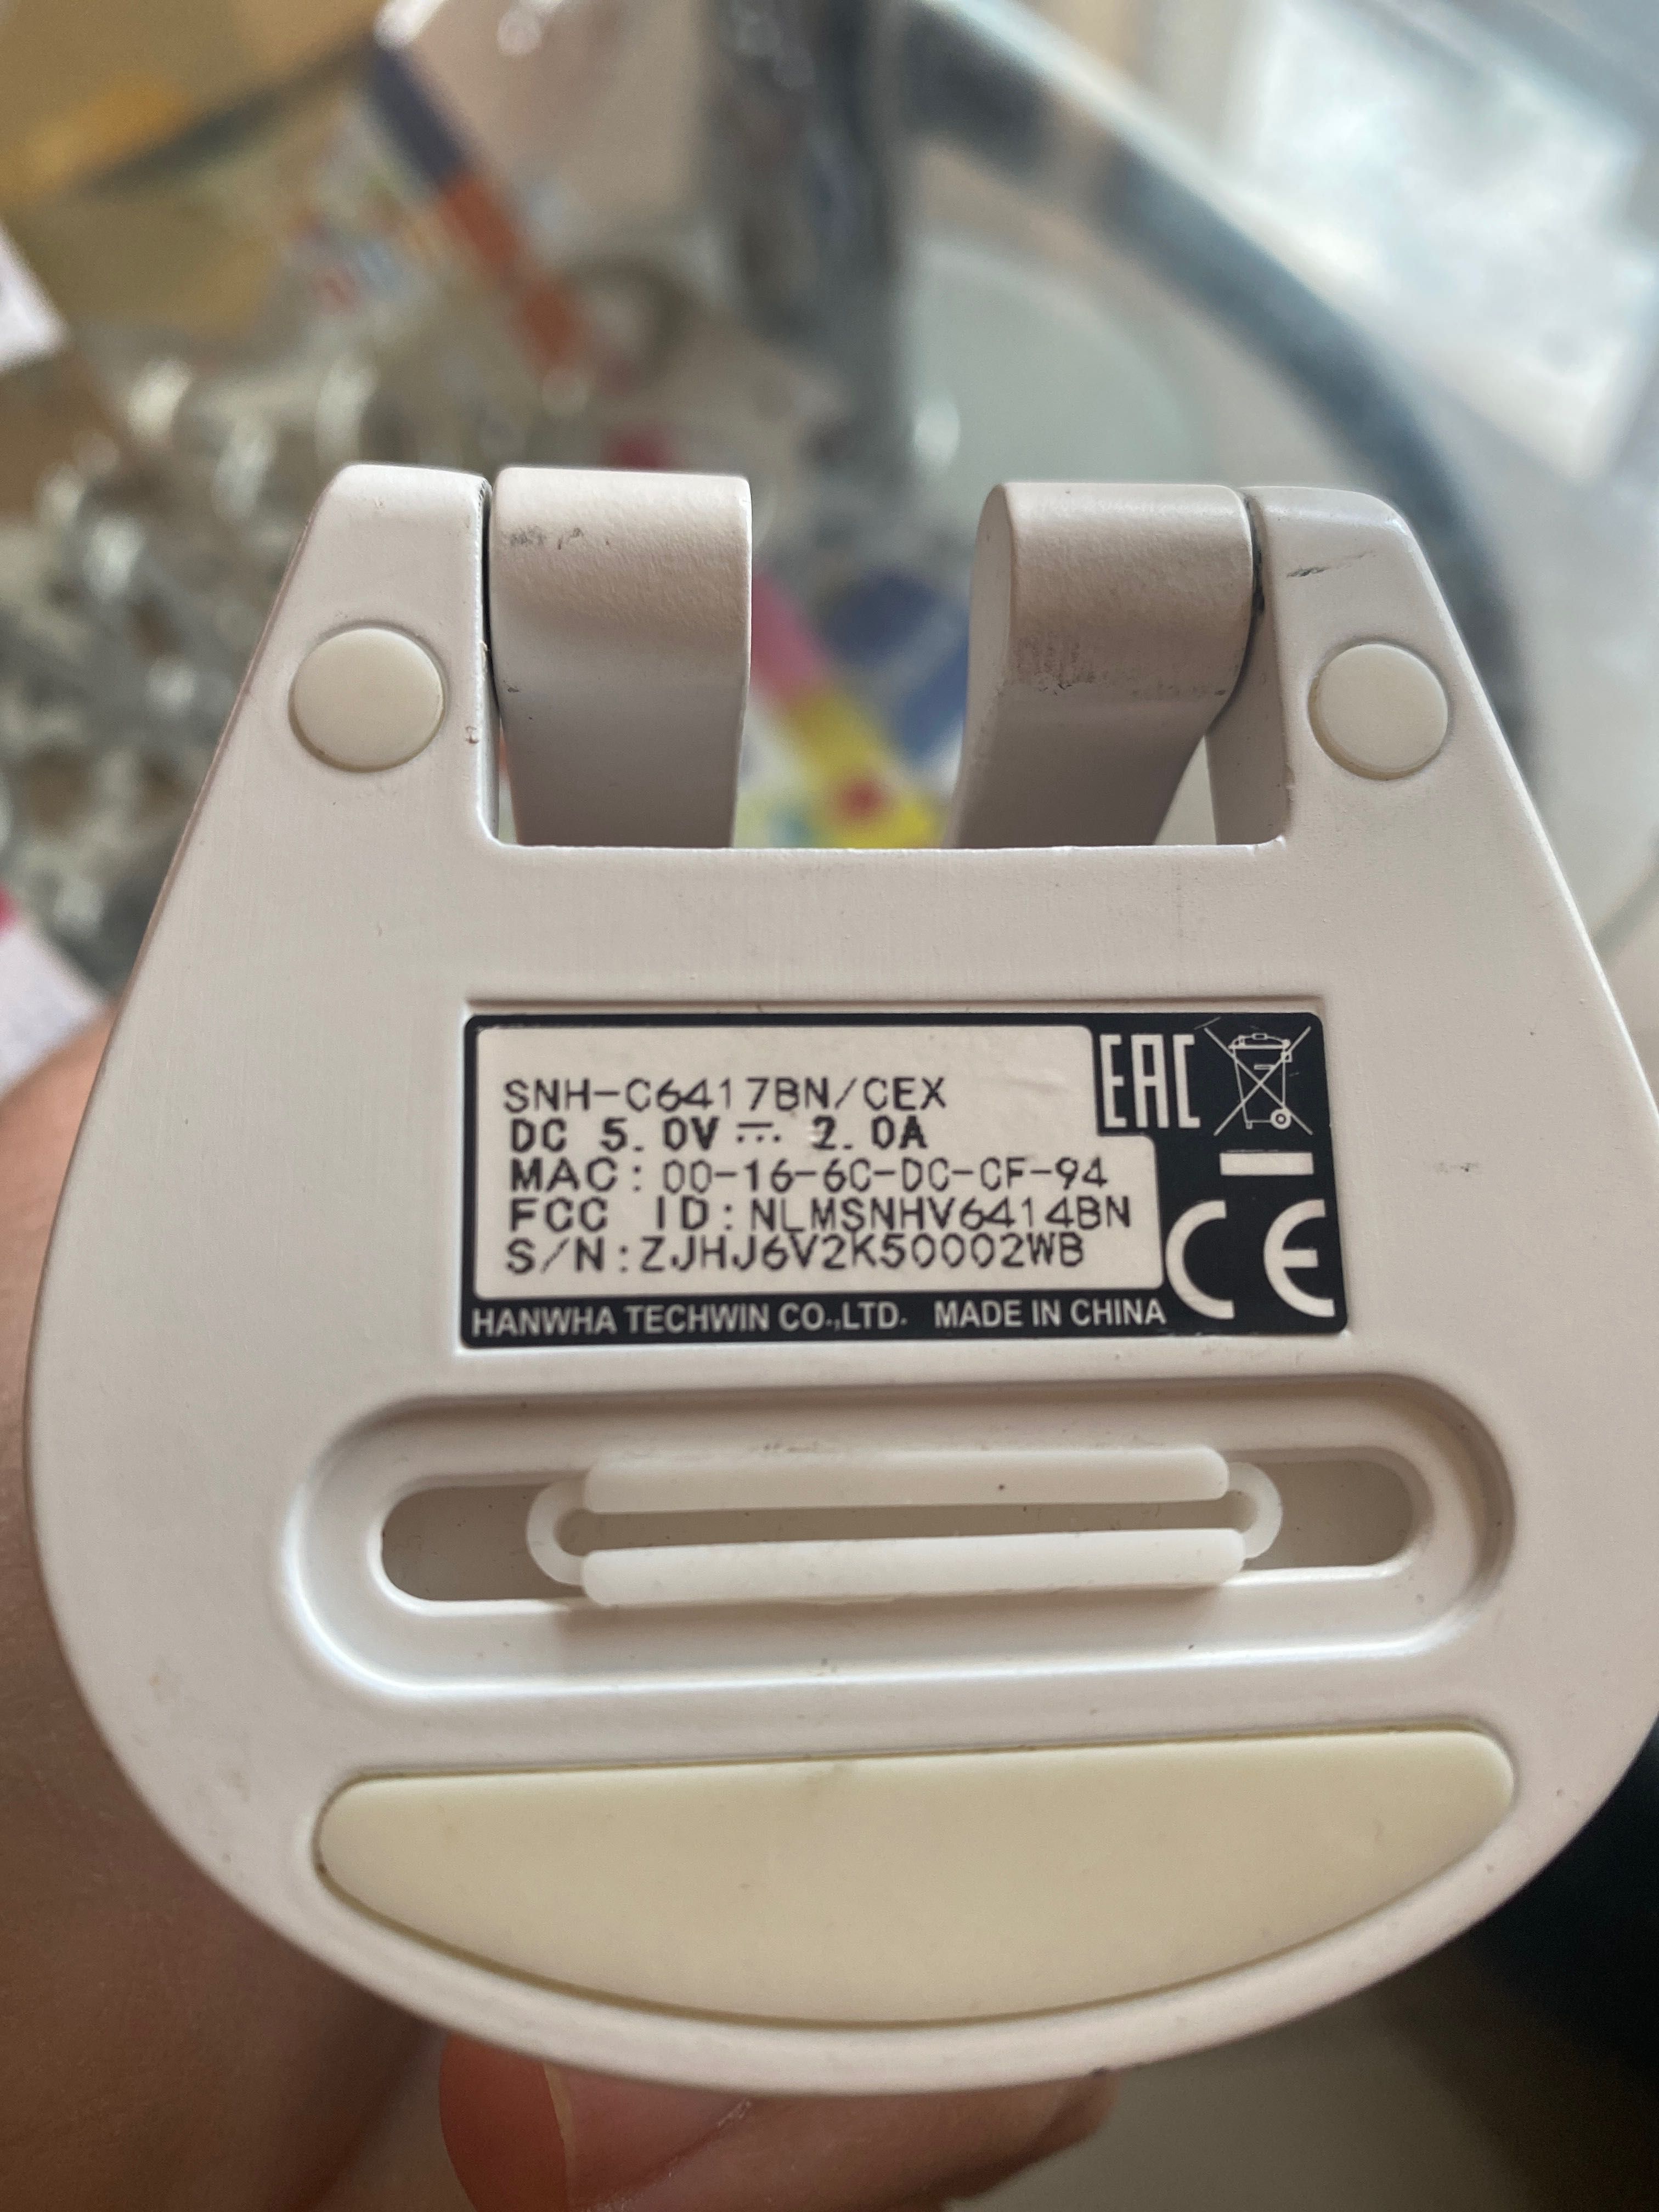 SNH-C6417BN/CEX
DC 5.0V ⎓ 2.0A
MAC:00-16-6C-DC-CF-94
FCC ID:NLMSNHV6414BN
S/N:ZJHJ6V2K50002WB
HANWHA TECHWIN CO.,LTD. MADE IN CHINA
EAC
CE